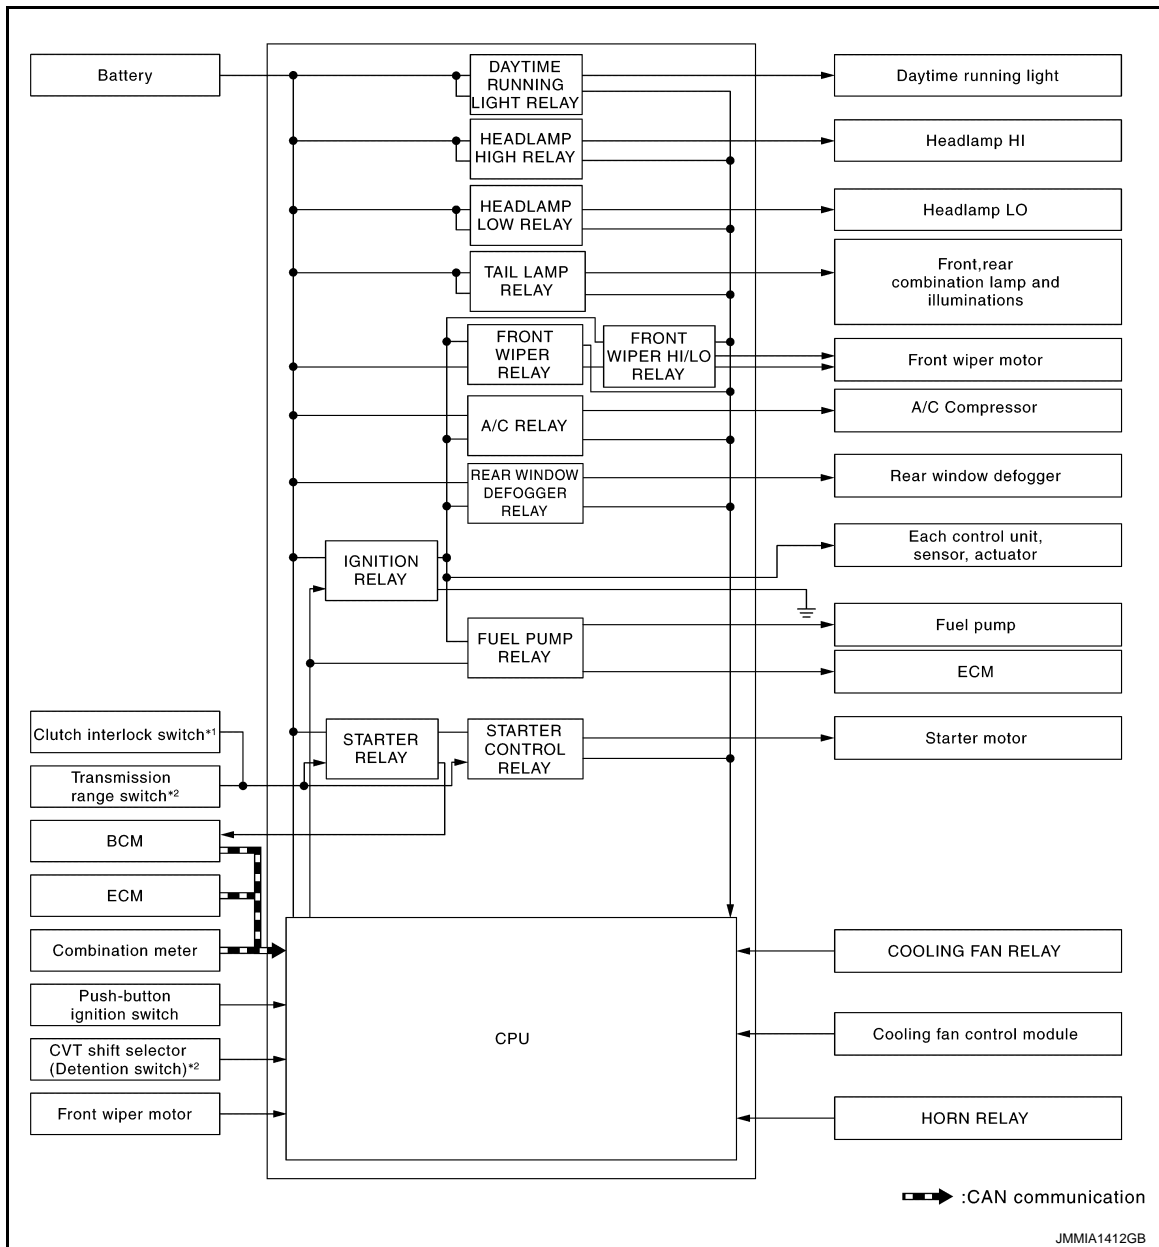 Battery
DAYTIME
RUNNING
LIGHT RELAY
Daytime running light
HEADLAMP
HIGH RELAY
Headlamp HI
HEADLAMP
LOW RELAY
Headlamp LO
TAIL LAMP
RELAY
Front,rear
combination lamp and
illuminations
FRONT
WIPER
RELAY
FRONT
WIPER HI/LO
RELAY
Front wiper motor
A/C RELAY
A/C Compressor
REAR WINDOW
DEFOGGER
RELAY
Rear window defogger
IGNITION
RELAY
Each control unit,
sensor, actuator
FUEL PUMP
RELAY
Fuel pump
ECM
Clutch interlock switch*1
Transmission
range switch*2
STARTER
RELAY
STARTER
CONTROL
RELAY
Starter motor
BCM
ECM
Combination meter
Push-button
ignition switch
CVT shift selector
(Detention switch)*2
Front wiper motor
CPU
COOLING FAN RELAY
Cooling fan control module
HORN RELAY
:CAN communication
JMMIA1412GB